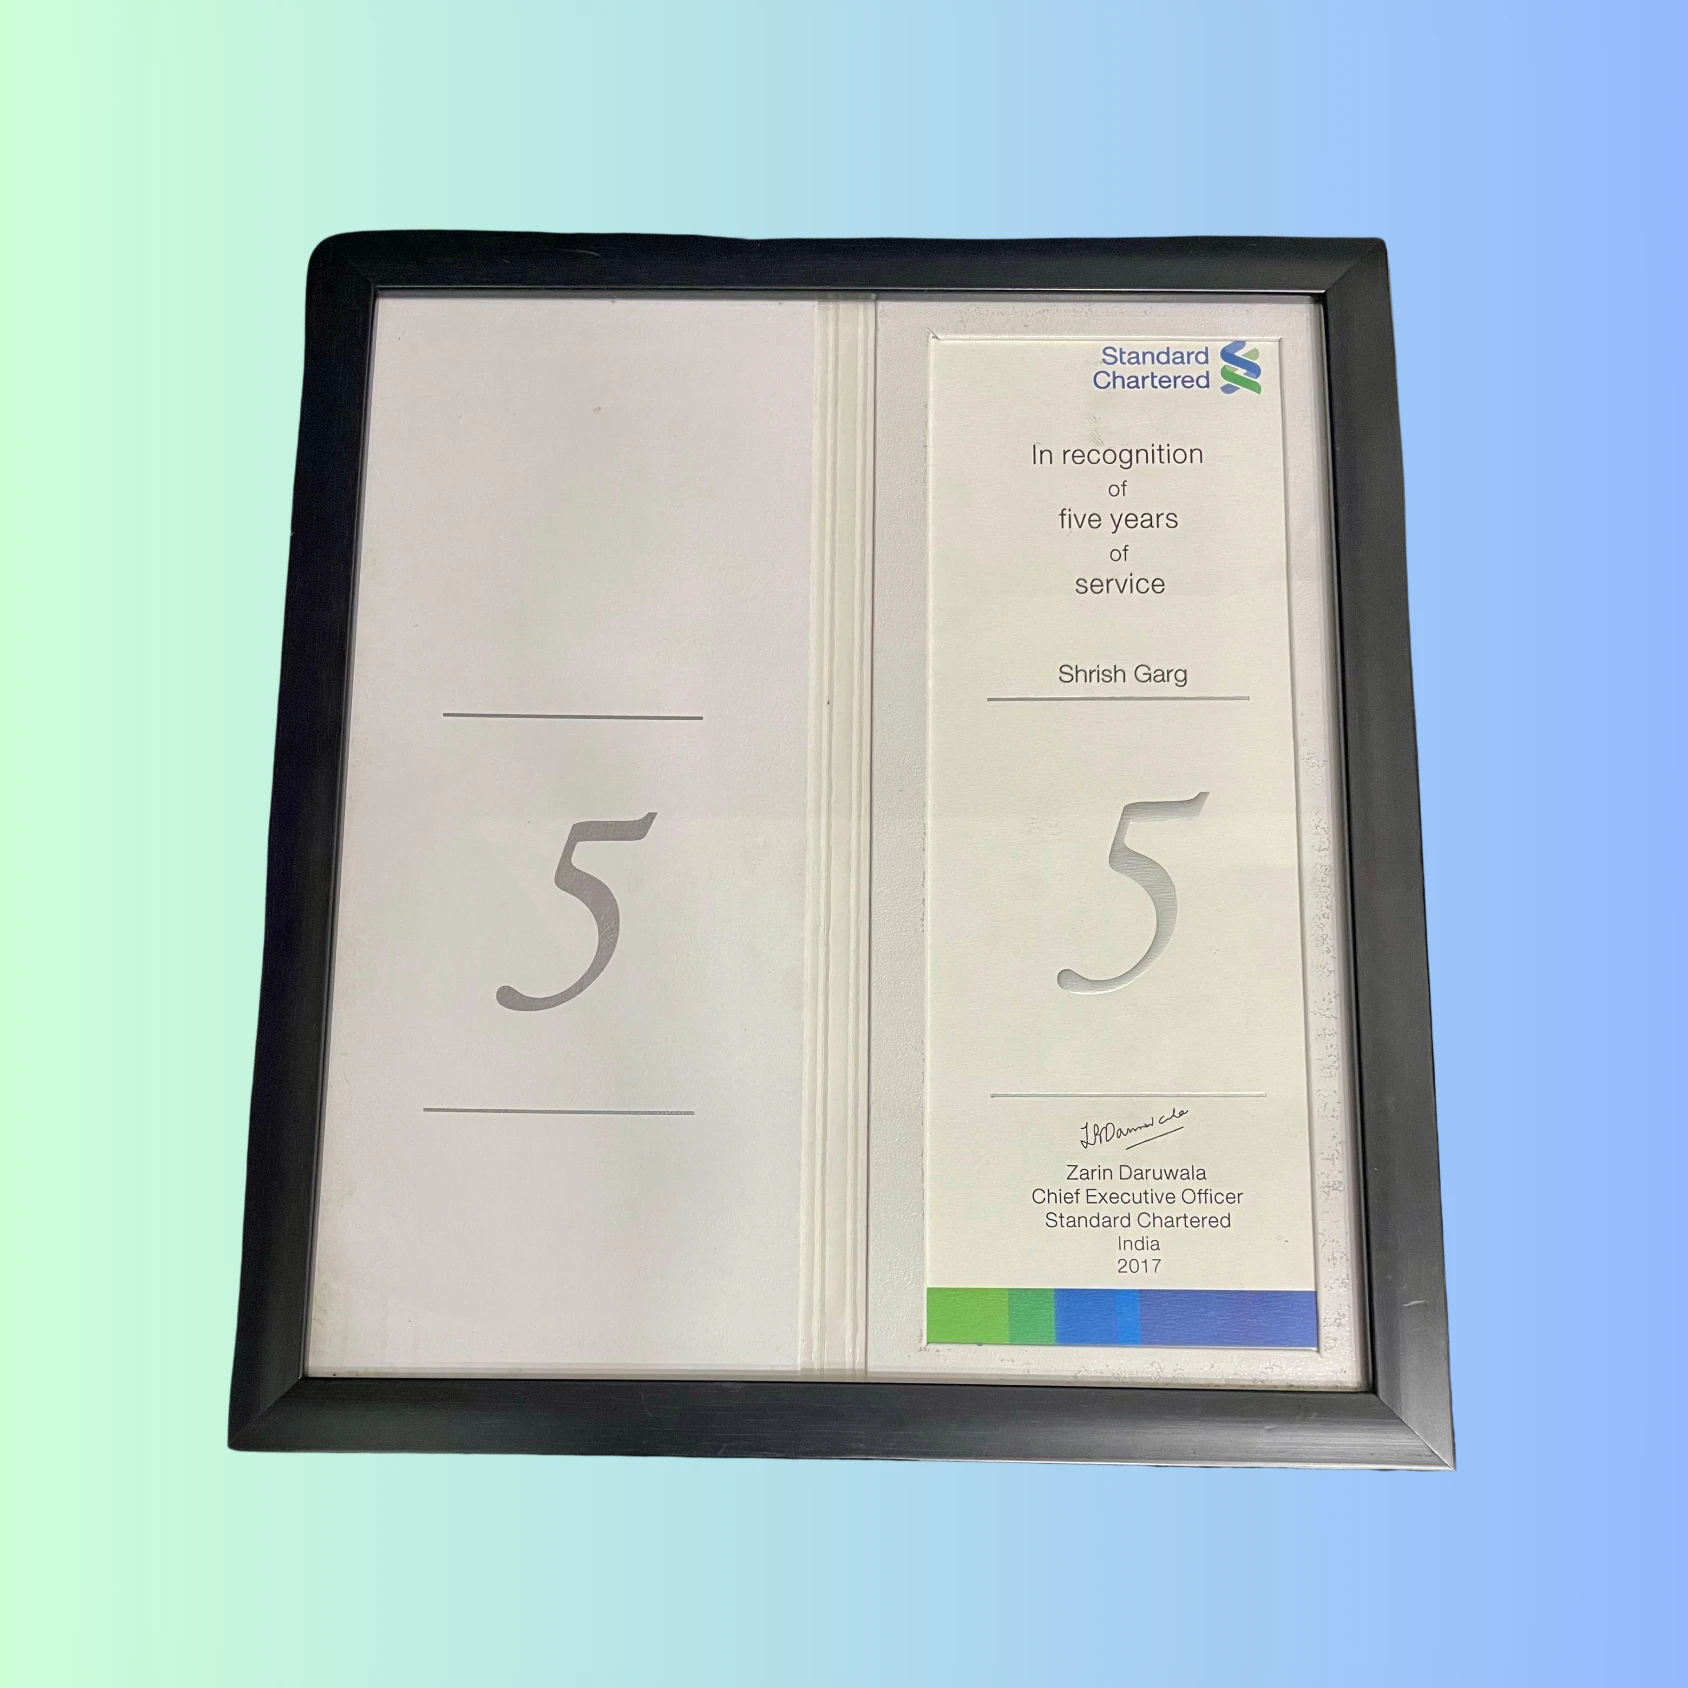 5
Standard
Chartered
In recognition
of
five years
of
service
Shrish Garg
5
Zarin Daruwala
Chief Executive Officer
Standard Chartered
India
2017